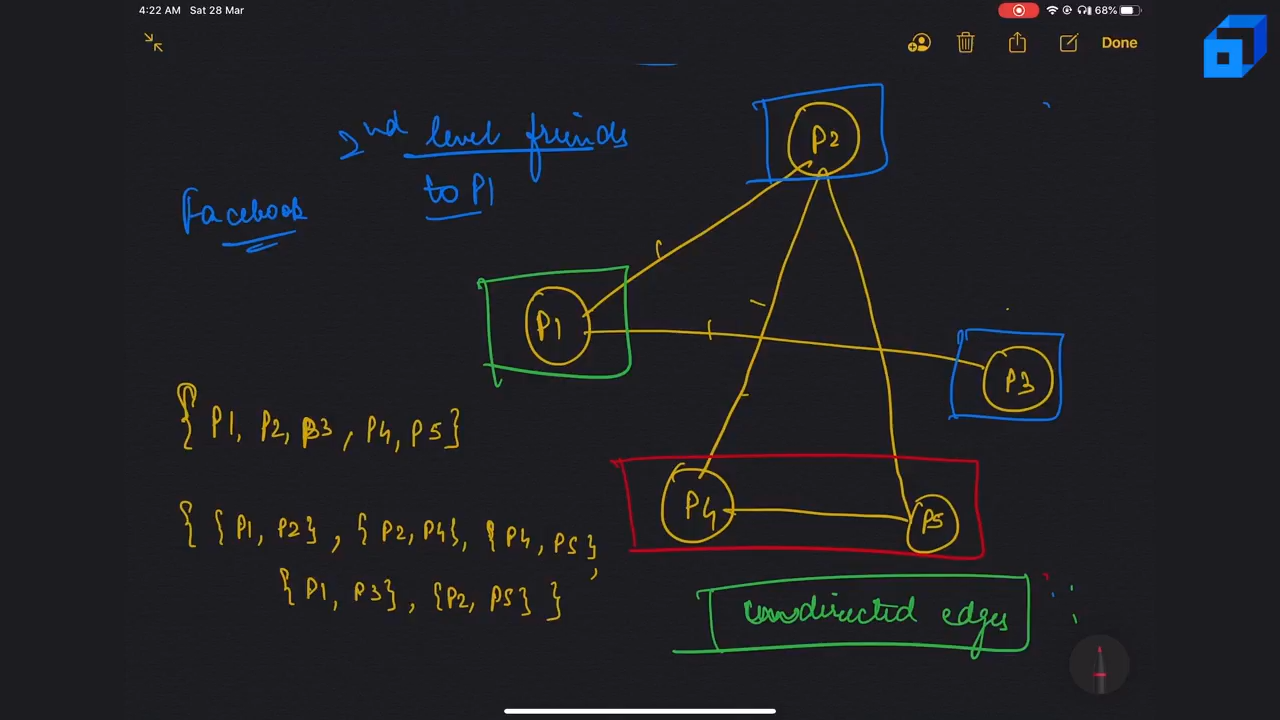 4:22 AM Sat 28 Mar
68%
Done
2nd level friends
to P1
Facebook
P2
P1
P3
P4
P5
{ P1, P2, P3, P4, P5}
{ {P1, P2}, {P2, P4}, {P4, P5},
{P1, P3}, {P2, P5} }
undirected edges